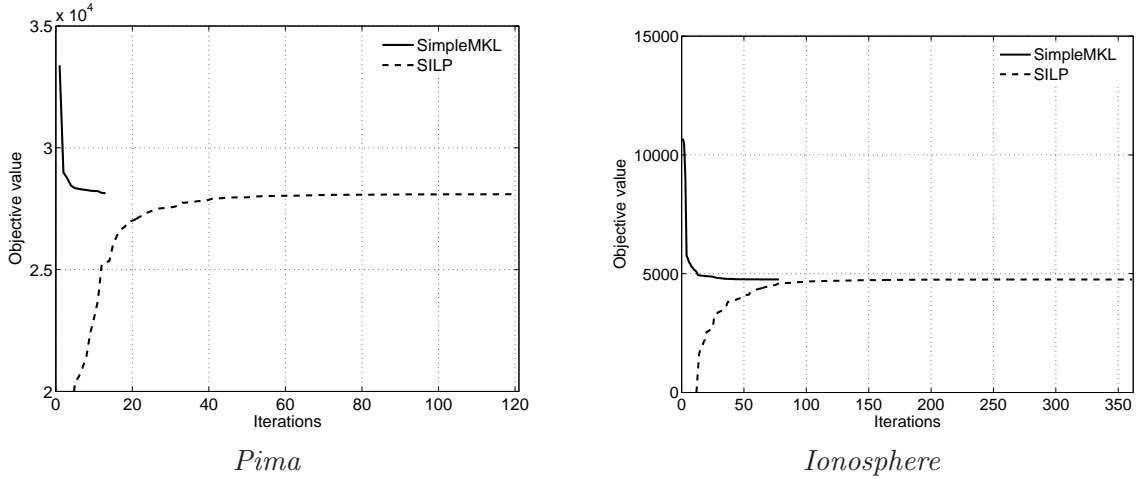 x 10^4
3.5
3
2.5
2
Objective value
SimpleMKL
SILP
0 20 40 60 80 100 120
Iterations
Pima
15000
10000
5000
0
Objective value
SimpleMKL
SILP
0 50 100 150 200 250 300 350
Iterations
Ionosphere